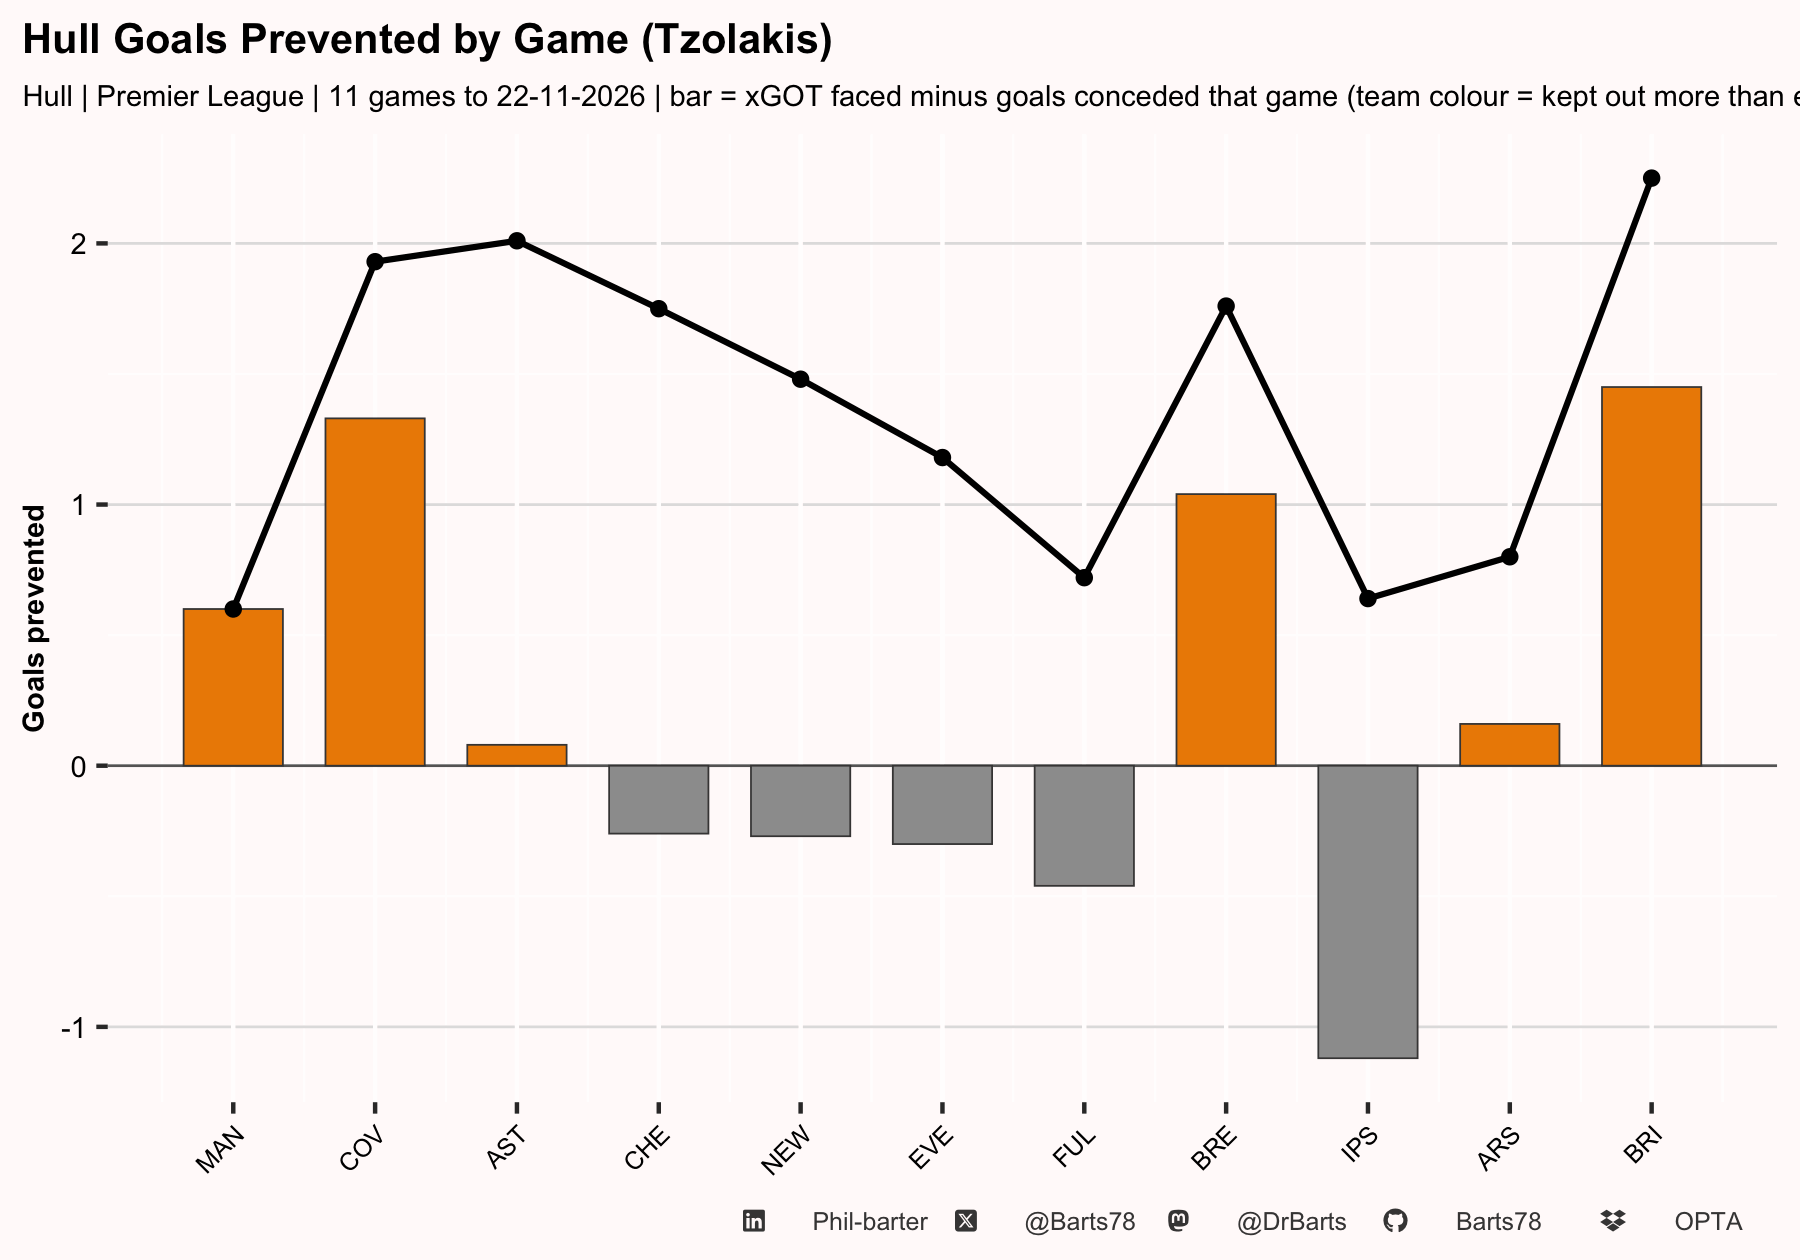 Hull Goals Prevented by Game (Tzolakis)
Hull | Premier League | 11 games to 22-11-2026 | bar = xGOT faced minus goals conceded that game (team colour = kept out more than
Goals prevented
2
1
0
-1
MAN
COV
AST
CHE
NEW
EVE
FUL
BRE
IPS
ARS
BRI
Phil-barter @Barts78 @DrBarts Barts78 OPTA